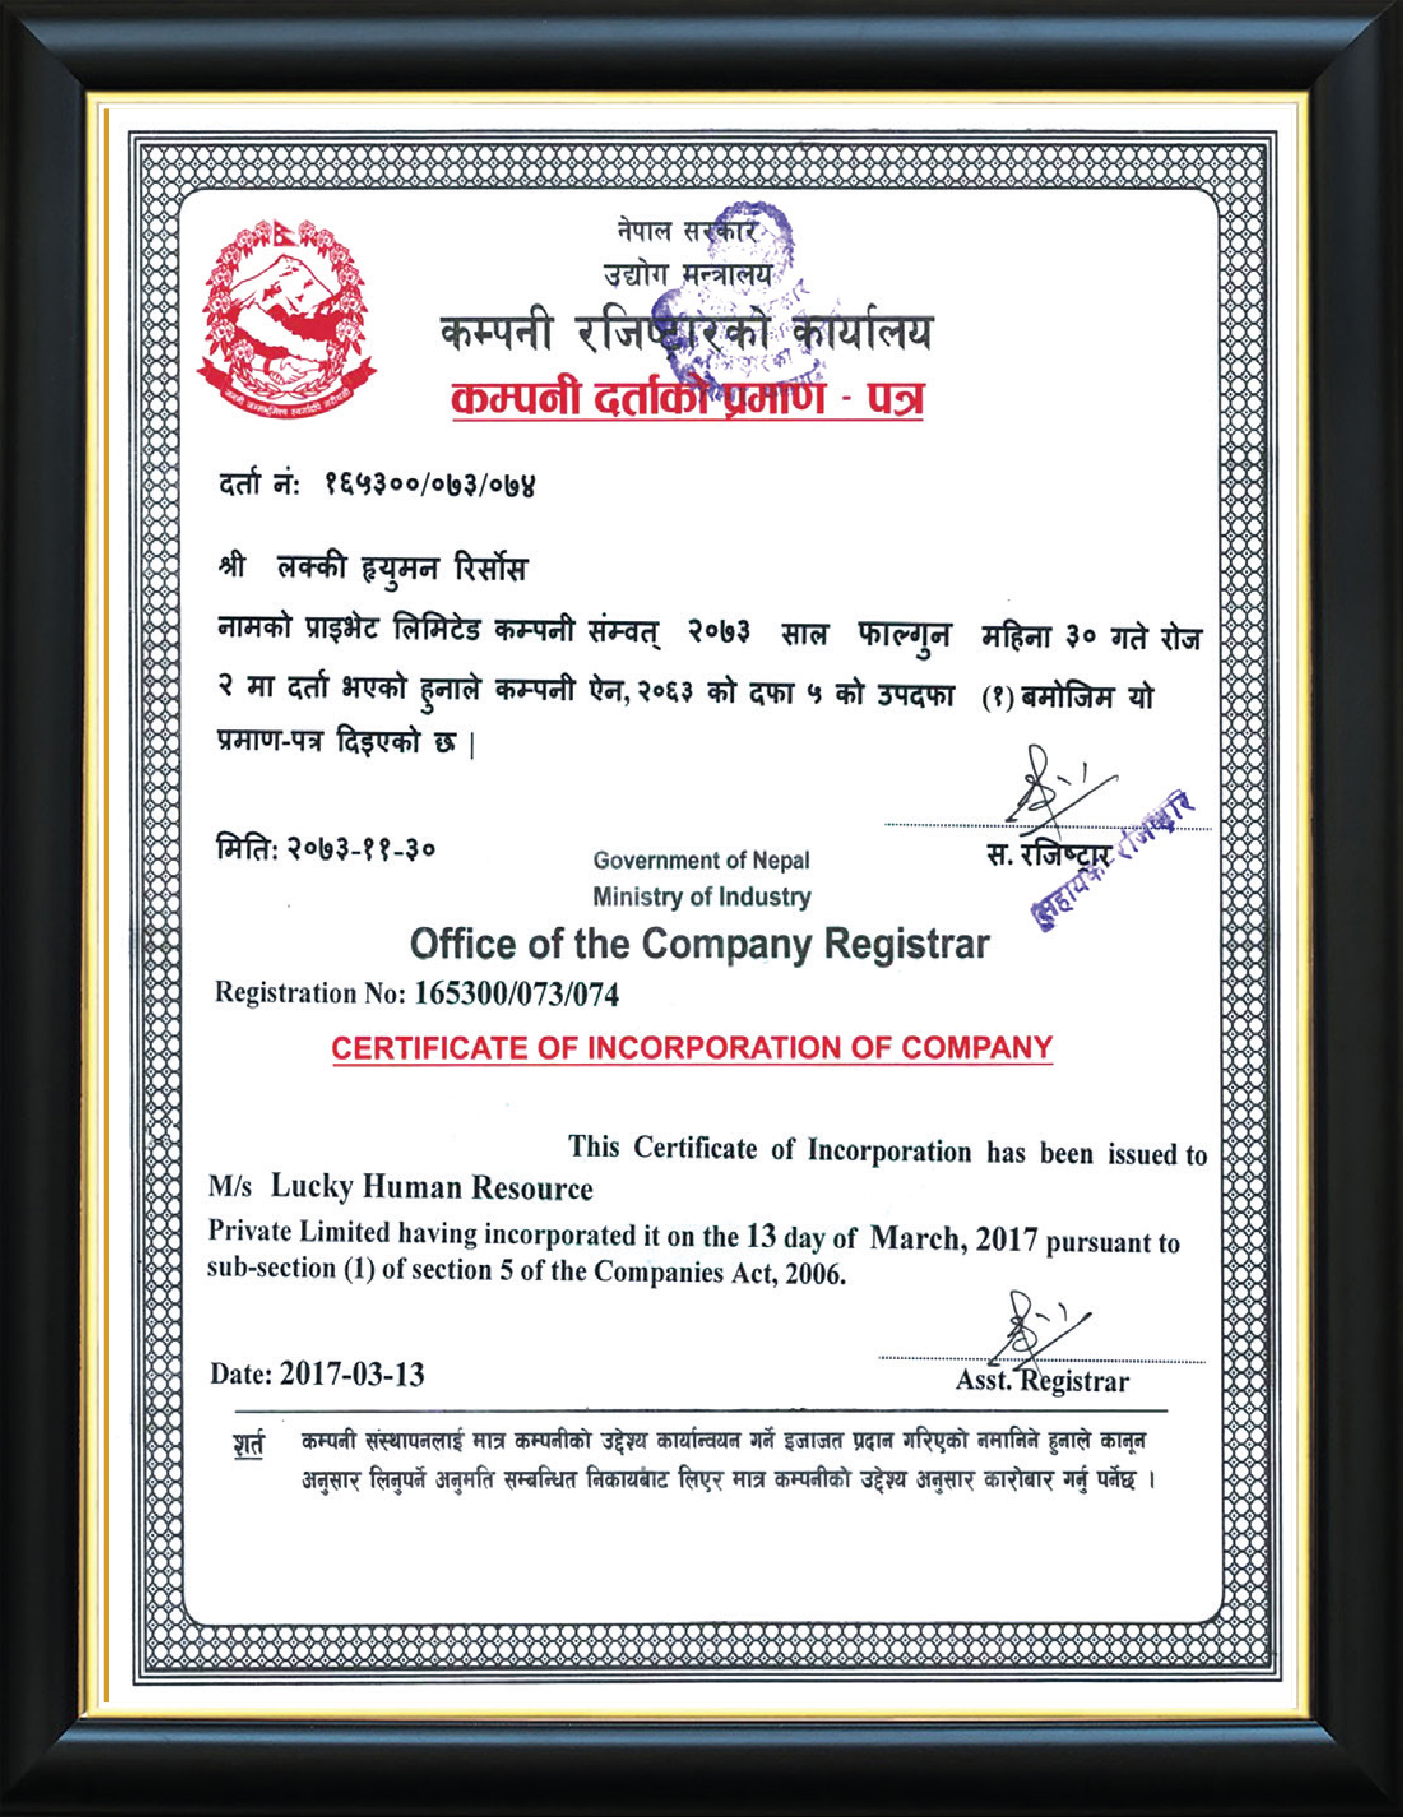 नेपाल सरकार
उद्योग मन्त्रालय
कम्पनी रजिष्ट्रारको कार्यालय
कम्पनी दर्ताको प्रमाण - पत्र
दर्ता नं: १६५३००/०७३/०७४
श्री लक्की ह्युमन रिर्सोस
नामको प्राइभेट लिमिटेड कम्पनी संम्वत् २०७३ साल फाल्गुन महिना ३० गते रोज
२ मा दर्ता भएको हुनाले कम्पनी ऐन, २०६३ को दफा ५ को उपदफा (१) बमोजिम यो
प्रमाण-पत्र दिइएको छ |
मिति: २०७३-११-३०
स. रजिष्ट्रार
सहायक-रजिष्ट्रार
Government of Nepal
Ministry of Industry
Office of the Company Registrar
Registration No: 165300/073/074
CERTIFICATE OF INCORPORATION OF COMPANY
This Certificate of Incorporation has been issued to
M/s Lucky Human Resource
Private Limited having incorporated it on the 13 day of March, 2017 pursuant to
sub-section (1) of section 5 of the Companies Act, 2006.
Date: 2017-03-13
Asst. Registrar
शर्त कम्पनी संस्थापनलाई मात्र कम्पनीको उद्देश्य कार्यान्वयन गर्ने इजाजत प्रदान गरिएको नमानिने हुनाले कानून
अनुसार लिनुपर्ने अनुमति सम्बन्धित निकायबाट लिएर मात्र कम्पनीको उद्देश्य अनुसार कारोबार गर्नु पर्नेछ ।